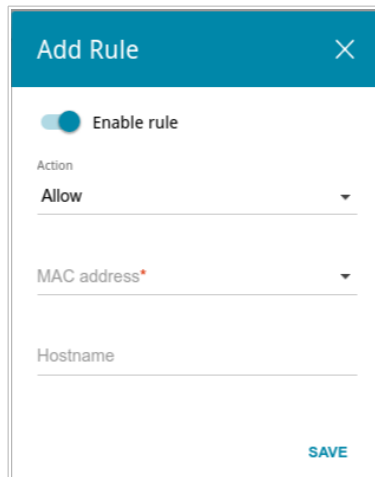 Add Rule
Enable rule
Action
Allow
MAC address*
Hostname
SAVE